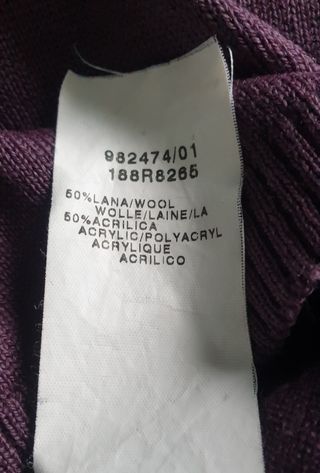 982474/01
188R8265
50%LANA/WOOL
WOLLE/LAINE/LA
50%ACRILICA
ACRYLIC/POLYACRYL
ACRYLIQUE
ACRILICO